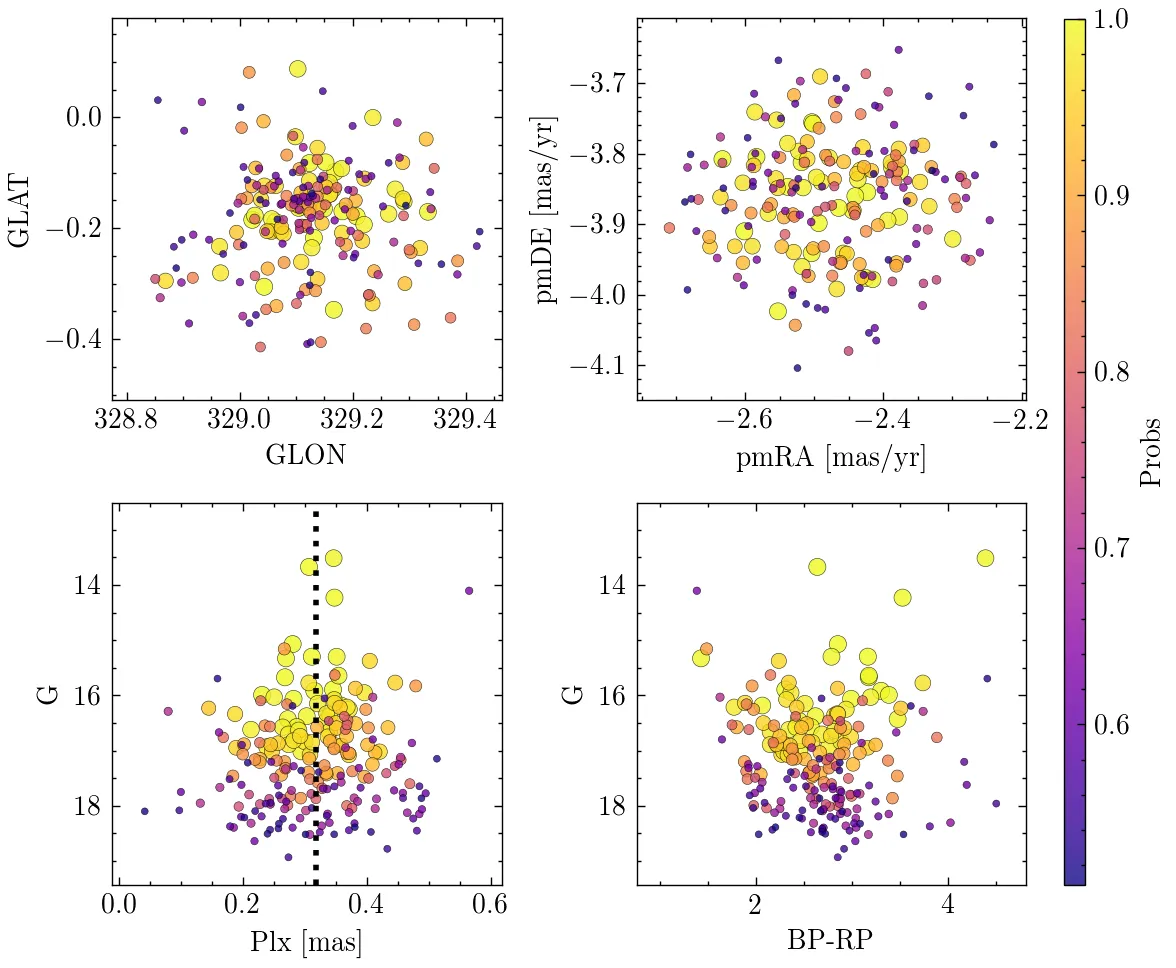 0.0
−0.2
−0.4
GLAT
328.8 329.0 329.2 329.4
GLON
−3.7
−3.8
−3.9
−4.0
−4.1
pmDE [mas/yr]
−2.6 −2.4 −2.2
pmRA [mas/yr]
14
16
18
G
0.0 0.2 0.4 0.6
Plx [mas]
14
16
18
G
2 4
BP-RP
1.0
0.9
0.8
0.7
0.6
Probs